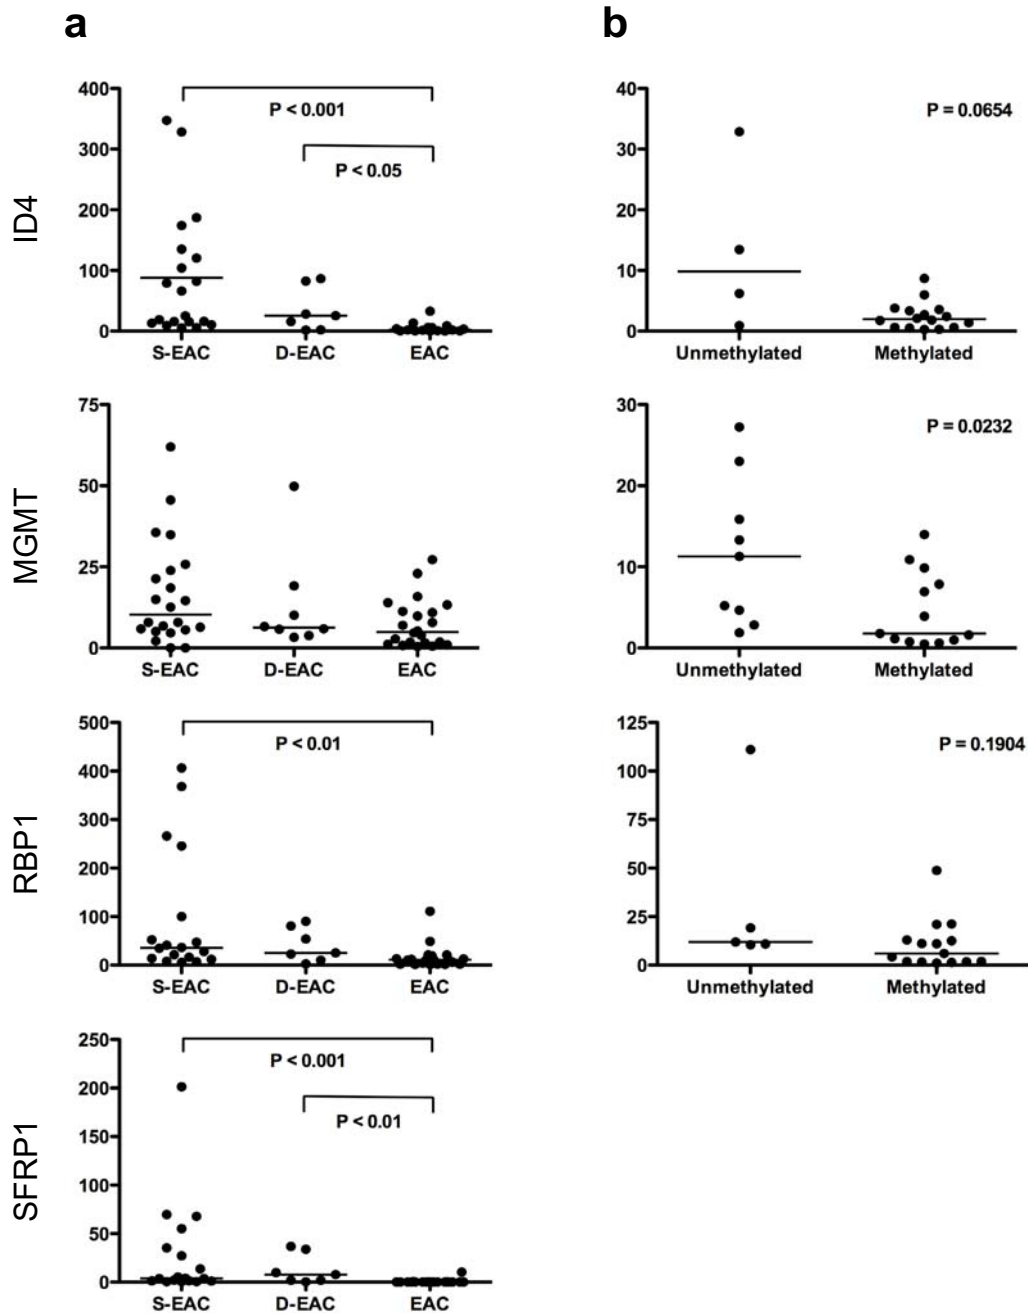 a
b
ID4
400
300
200
100
0
P < 0.001
P < 0.05
S-EAC D-EAC EAC
40
30
20
10
0
P = 0.0654
Unmethylated Methylated
MGMT
75
50
25
0
S-EAC D-EAC EAC
30
20
10
0
P = 0.0232
Unmethylated Methylated
RBP1
500
400
300
200
100
0
P < 0.01
S-EAC D-EAC EAC
125
100
75
50
25
0
P = 0.1904
Unmethylated Methylated
SFRP1
250
200
150
100
50
0
P < 0.001
P < 0.01
S-EAC D-EAC EAC